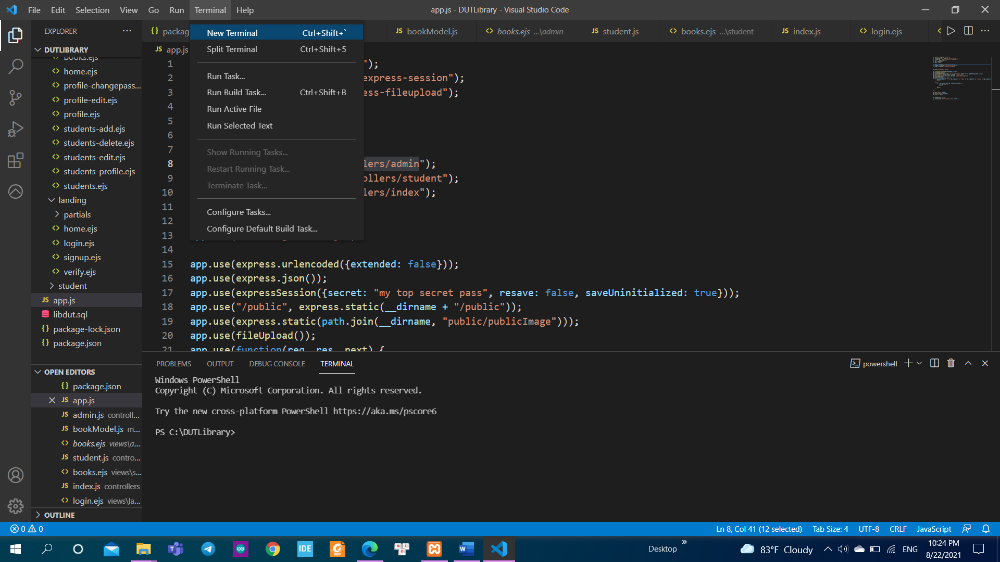 File Edit Selection View Go Run Terminal Help
app.js - DUTLibrary - Visual Studio Code
EXPLORER
DUTLIBRARY
books.ejs
home.ejs
profile-changepass...
profile-edit.ejs
profile.ejs
students-add.ejs
students-delete.ejs
students-edit.ejs
students-profile.ejs
students.ejs
landing
partials
home.ejs
login.ejs
signup.ejs
verify.ejs
student
JS app.js
libdut.sql
{} package-lock.json
{} package.json
OPEN EDITORS
{} package.json
JS app.js
JS admin.js controll...
JS bookModel.js m...
books.ejs views\a...
JS student.js contro...
books.ejs views\s...
JS index.js controllers
login.ejs views\la...
OUTLINE
{} packag
JS bookModel.js
books.ejs ...\admin
JS student.js
books.ejs ...\student
JS index.js
login.ejs
JS app.js
New Terminal Ctrl+Shift+`
Split Terminal Ctrl+Shift+5
Run Task...
Run Build Task... Ctrl+Shift+B
Run Active File
Run Selected Text
Show Running Tasks...
Restart Running Task...
Terminate Task...
Configure Tasks...
Configure Default Build Task...
1 ");
2 express-session");
3 ess-fileupload");
4
5
6
7
8 lers/admin");
9 ollers/student");
10 lers/index");
11
12
13
14
15 app.use(express.urlencoded({extended: false}));
16 app.use(express.json());
17 app.use(expressSession({secret: "my top secret pass", resave: false, saveUninitialized: true}));
18 app.use("/public", express.static(__dirname + "/public"));
19 app.use(express.static(path.join(__dirname, "public/publicImage")));
20 app.use(fileUpload());
21 app.use(function(req, res, next) {
PROBLEMS OUTPUT DEBUG CONSOLE TERMINAL
powershell
Windows PowerShell
Copyright (C) Microsoft Corporation. All rights reserved.
Try the new cross-platform PowerShell https://aka.ms/pscore6
PS C:\DUTLibrary>
0 0
Ln 8, Col 41 (12 selected) Tab Size: 4 UTF-8 CRLF JavaScript
IDE
PDF
Desktop
83°F Cloudy
ENG
10:24 PM
8/22/2021